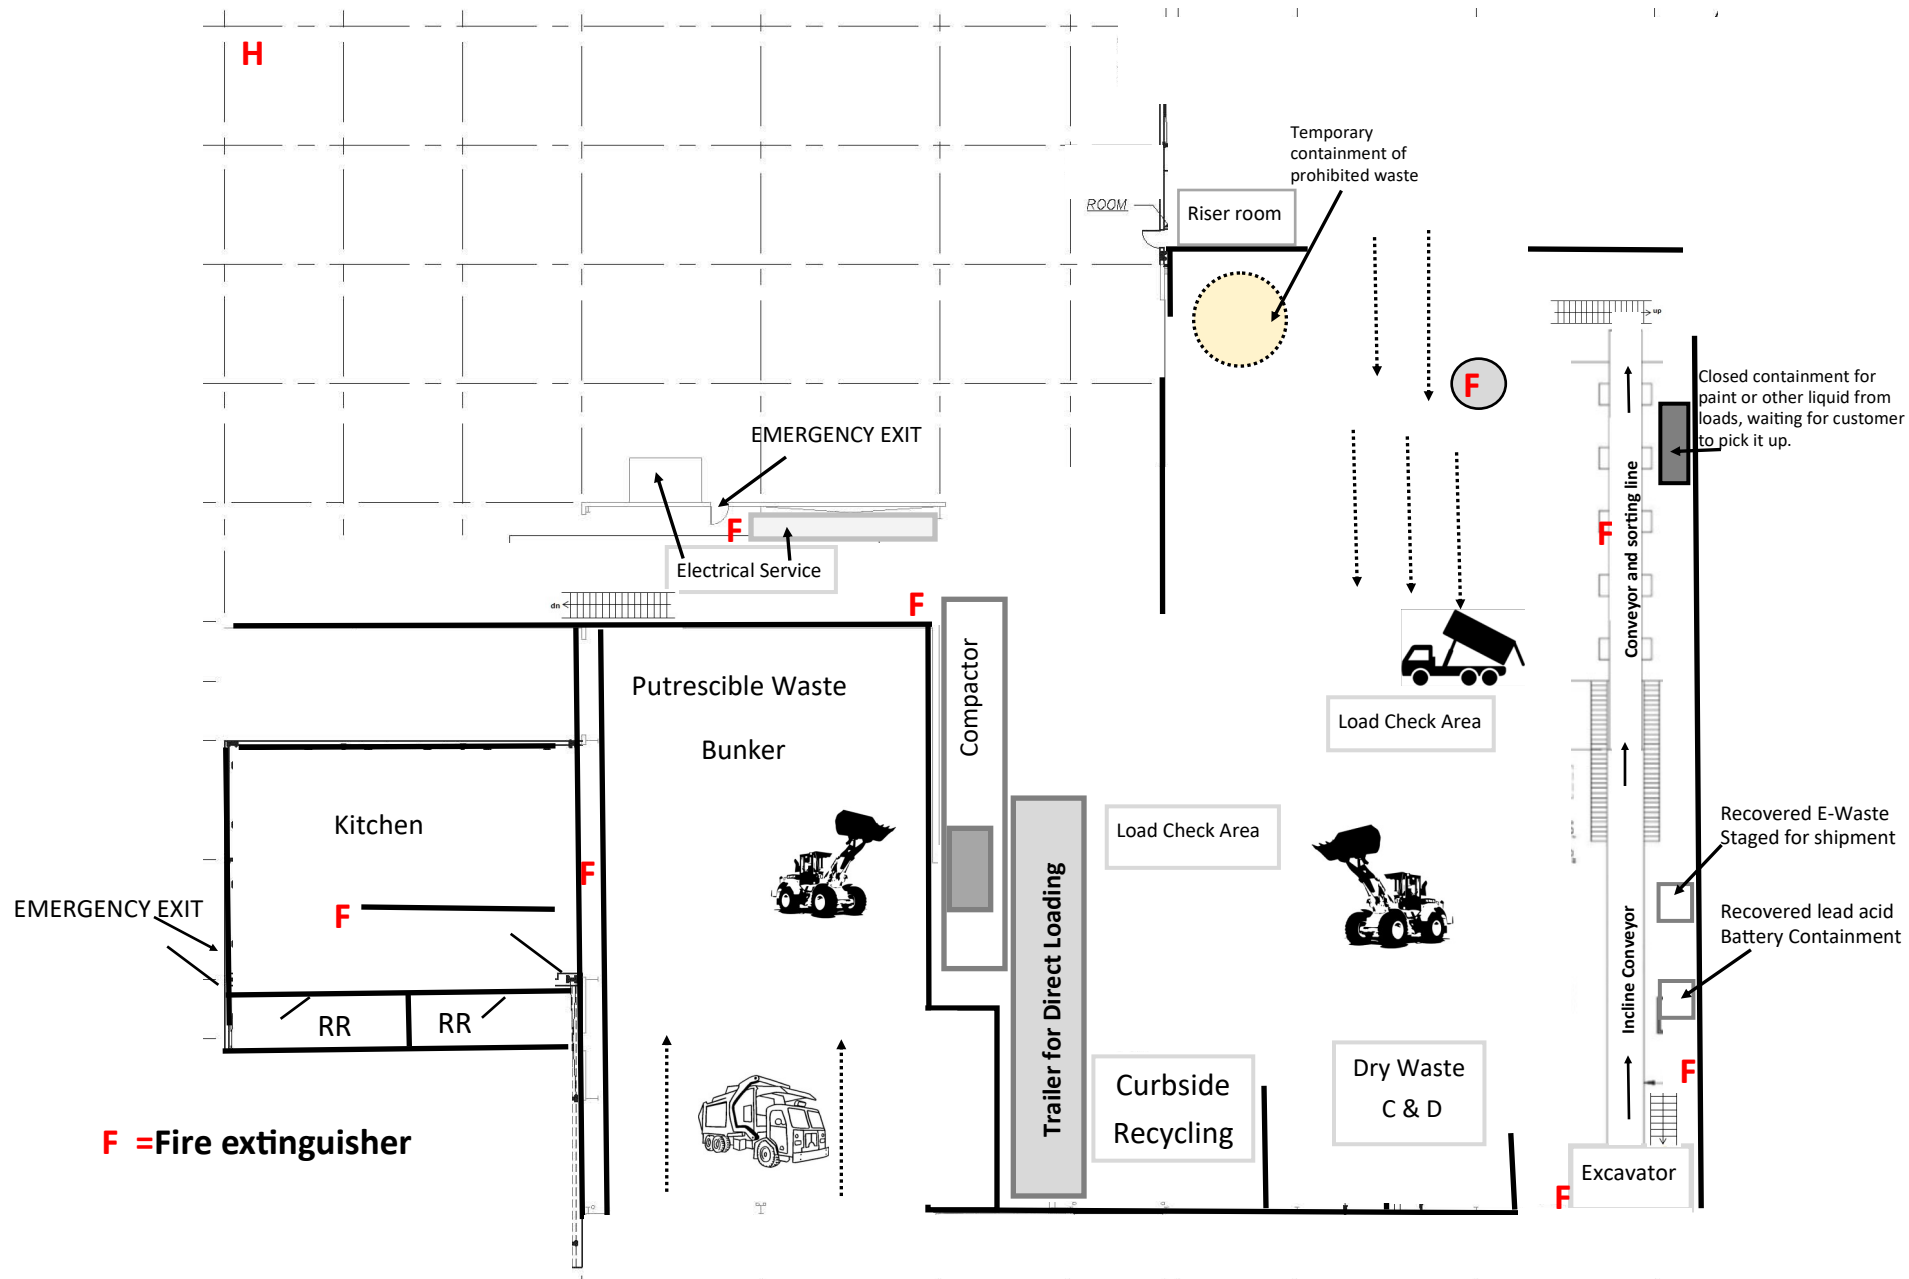 H
Temporary
containment of
prohibited waste
ROOM
Riser room
up
F
Closed containment for
paint or other liquid from
loads, waiting for customer
to pick it up.
EMERGENCY EXIT
F
F
Electrical Service
dn
F
Conveyor and sorting line
Compactor
Putrescible Waste
Bunker
Load Check Area
Load Check Area
Kitchen
F
Recovered E-Waste
Staged for shipment
EMERGENCY EXIT
F
Recovered lead acid
Battery Containment
Trailer for Direct Loading
Incline Conveyor
RR
RR
Curbside
Recycling
Dry Waste
C & D
F
F =Fire extinguisher
Excavator
F